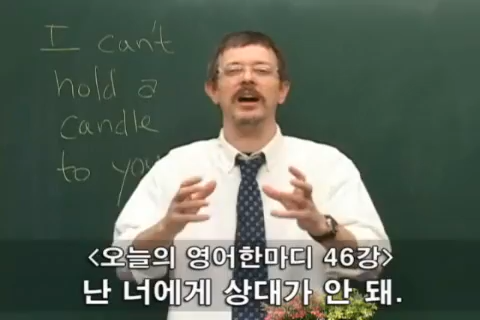 I can't
hold a
candle
to you
<오늘의 영어한마디 46강>
난 너에게 상대가 안 돼.